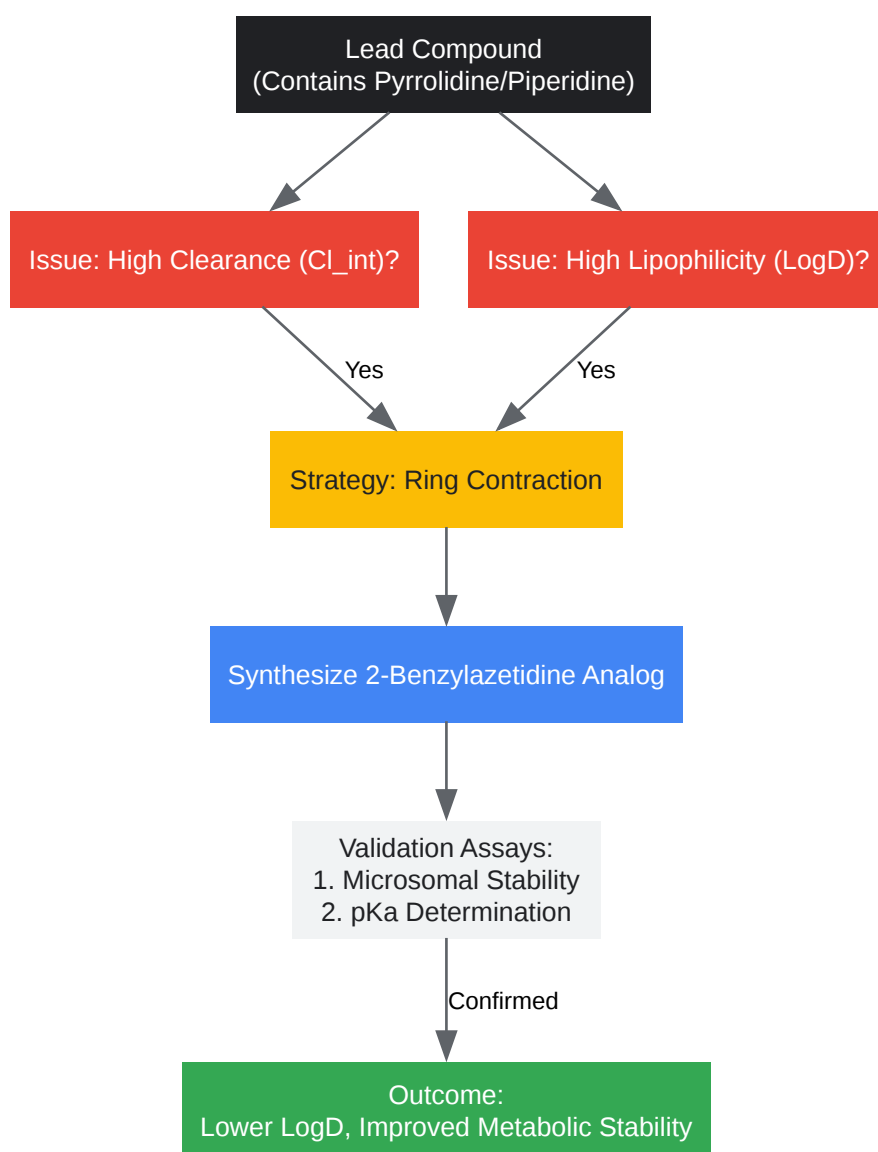 Lead Compound
(Contains Pyrrolidine/Piperidine)
Issue: High Clearance (Cl_int)?
Issue: High Lipophilicity (LogD)?
Yes
Yes
Strategy: Ring Contraction
Synthesize 2-Benzylazetidine Analog
Validation Assays:
1. Microsomal Stability
2. pKa Determination
Confirmed
Outcome:
Lower LogD, Improved Metabolic Stability